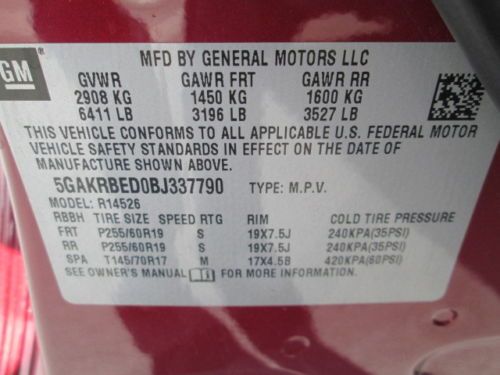 GM
MFD BY GENERAL MOTORS LLC
GVWR GAWR FRT GAWR RR
2908 KG 1450 KG 1600 KG
6411 LB 3196 LB 3527 LB
THIS VEHICLE CONFORMS TO ALL APPLICABLE U.S. FEDERAL MOTOR
VEHICLE SAFETY STANDARDS IN EFFECT ON THE DATE OF
MANUFACTURE SHOWN ABOVE.
5GAKRBED0BJ337790 TYPE: M.P.V.
MODEL: R14526
RBBH TIRE SIZE SPEED RTG RIM COLD TIRE PRESSURE
FRT P255/60R19 S 19X7.5J 240KPA(35PSI)
RR P255/60R19 S 19X7.5J 240KPA(35PSI)
SPA T145/70R17 M 17X4.5B 420KPA(60PSI)
SEE OWNER'S MANUAL FOR MORE INFORMATION.